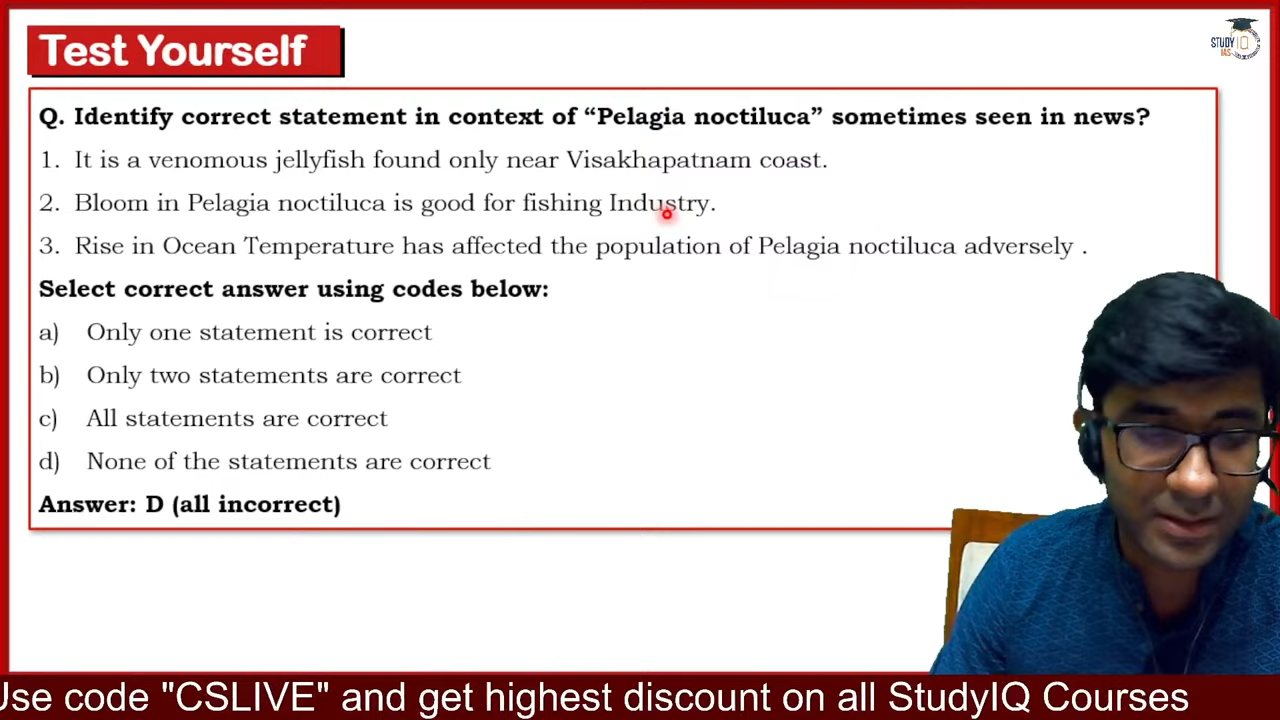 Test Yourself
STUDY IQ
IAS
Q. Identify correct statement in context of “Pelagia noctiluca” sometimes seen in news?
1. It is a venomous jellyfish found only near Visakhapatnam coast.
2. Bloom in Pelagia noctiluca is good for fishing Industry.
3. Rise in Ocean Temperature has affected the population of Pelagia noctiluca adversely .
Select correct answer using codes below:
a) Only one statement is correct
b) Only two statements are correct
c) All statements are correct
d) None of the statements are correct
Answer: D (all incorrect)
Use code "CSLIVE" and get highest discount on all StudyIQ Courses